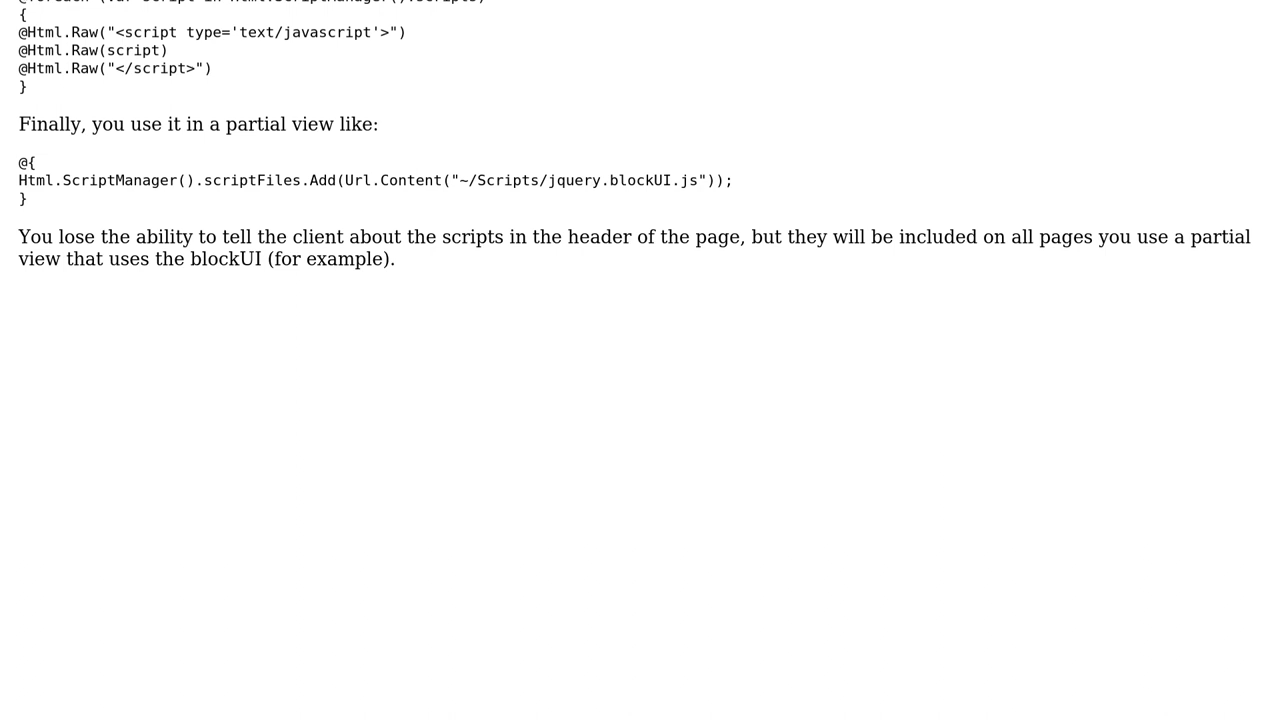 {
@Html.Raw("<script type='text/javascript'>")
@Html.Raw(script)
@Html.Raw("</script>")
}
Finally, you use it in a partial view like:
@{
Html.ScriptManager().scriptFiles.Add(Url.Content("~/Scripts/jquery.blockUI.js"));
}
You lose the ability to tell the client about the scripts in the header of the page, but they will be included on all pages you use a partial
view that uses the blockUI (for example).